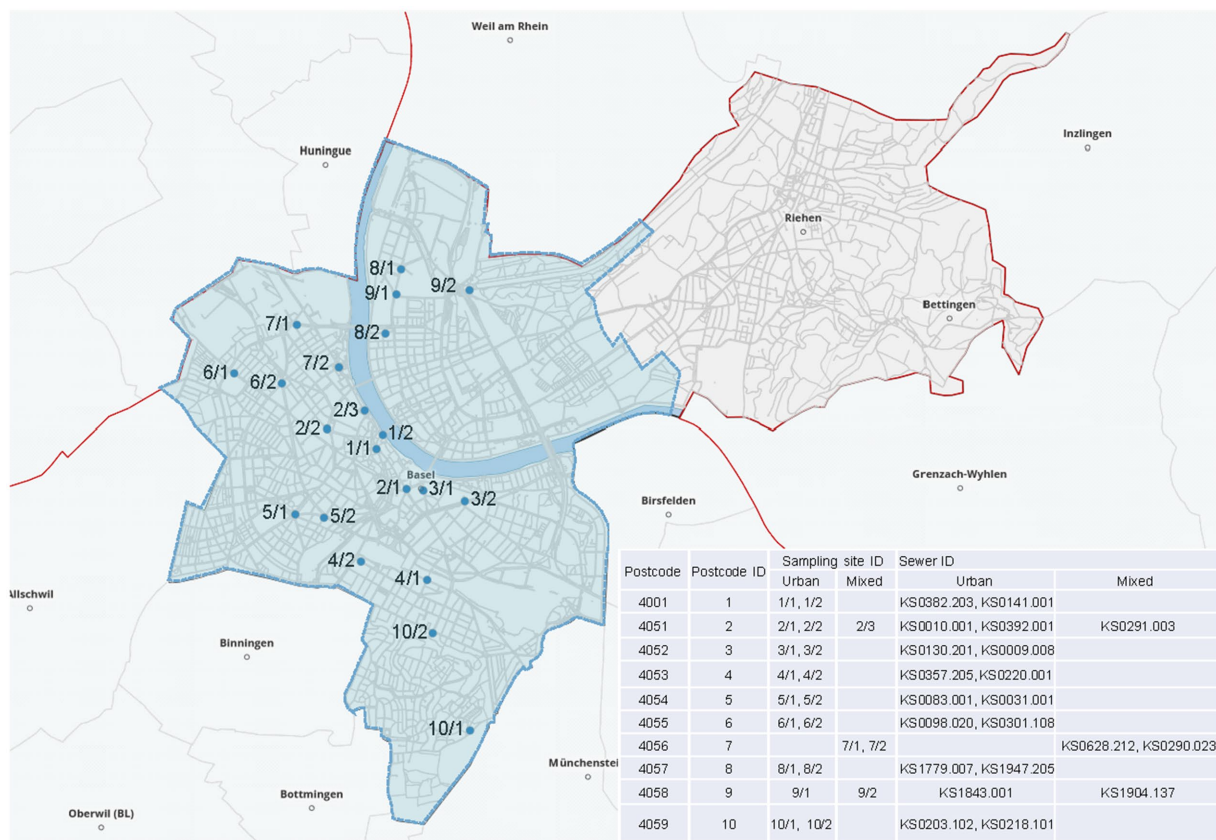 Weil am Rhein
Huningue
Inzlingen
Riehen
8/1
9/2
9/1
Bettingen
7/1
8/2
7/2
6/1
6/2
2/3
2/2
1/2
1/1
Basel
Grenzach-Wyhlen
2/1
3/1
3/2
Birsfelden
5/1
5/2
4/2
4/1
Allschwil
10/2
Binningen
10/1
Münchenstei
Bottmingen
Oberwil (BL)
Postcode Postcode ID Sampling site ID Sewer ID
Urban Mixed Urban Mixed
4001 1 1/1, 1/2 KS0382.203, KS0141.001
4051 2 2/1, 2/2 2/3 KS0010.001, KS0392.001 KS0291.003
4052 3 3/1, 3/2 KS0130.201, KS0009.008
4053 4 4/1, 4/2 KS0357.205, KS0220.001
4054 5 5/1, 5/2 KS0083.001, KS0031.001
4055 6 6/1, 6/2 KS0098.020, KS0301.108
4056 7 7/1, 7/2 KS0628.212, KS0290.023
4057 8 8/1, 8/2 KS1779.007, KS1947.205
4058 9 9/1 9/2 KS1843.001 KS1904.137
4059 10 10/1, 10/2 KS0203.102, KS0218.101